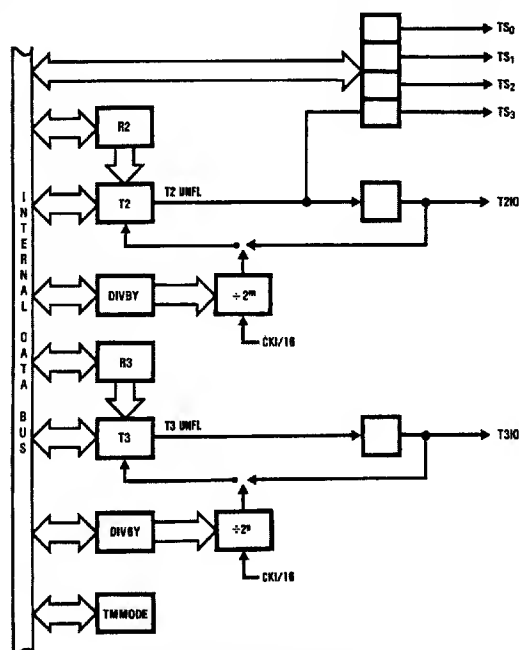 TS0
TS1
TS2
TS3
R2
T2
T2 UNFL
T2IO
DIVBY
÷2m
CKI/16
R3
T3
T3 UNFL
T3IO
DIVBY
÷2n
CKI/16
TMMODE
INTERNAL DATA BUS